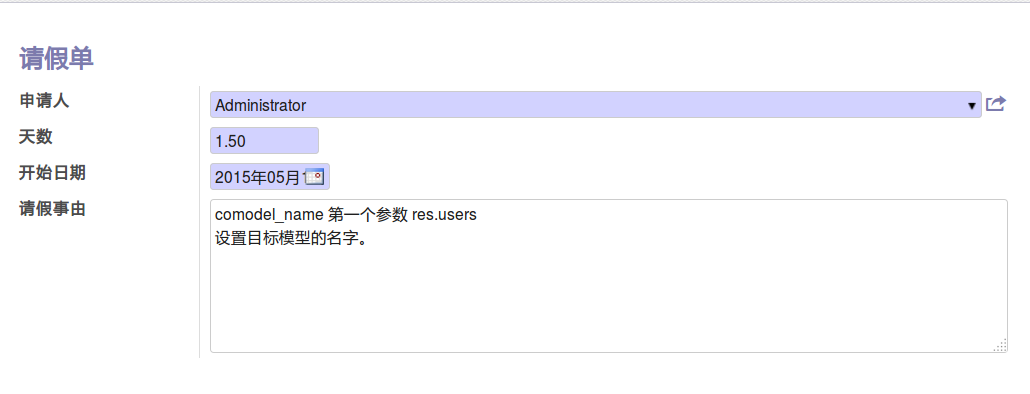 请假单
申请人
Administrator
天数
1.50
开始日期
2015年05月
请假事由
comodel_name 第一个参数 res.users
设置目标模型的名字。